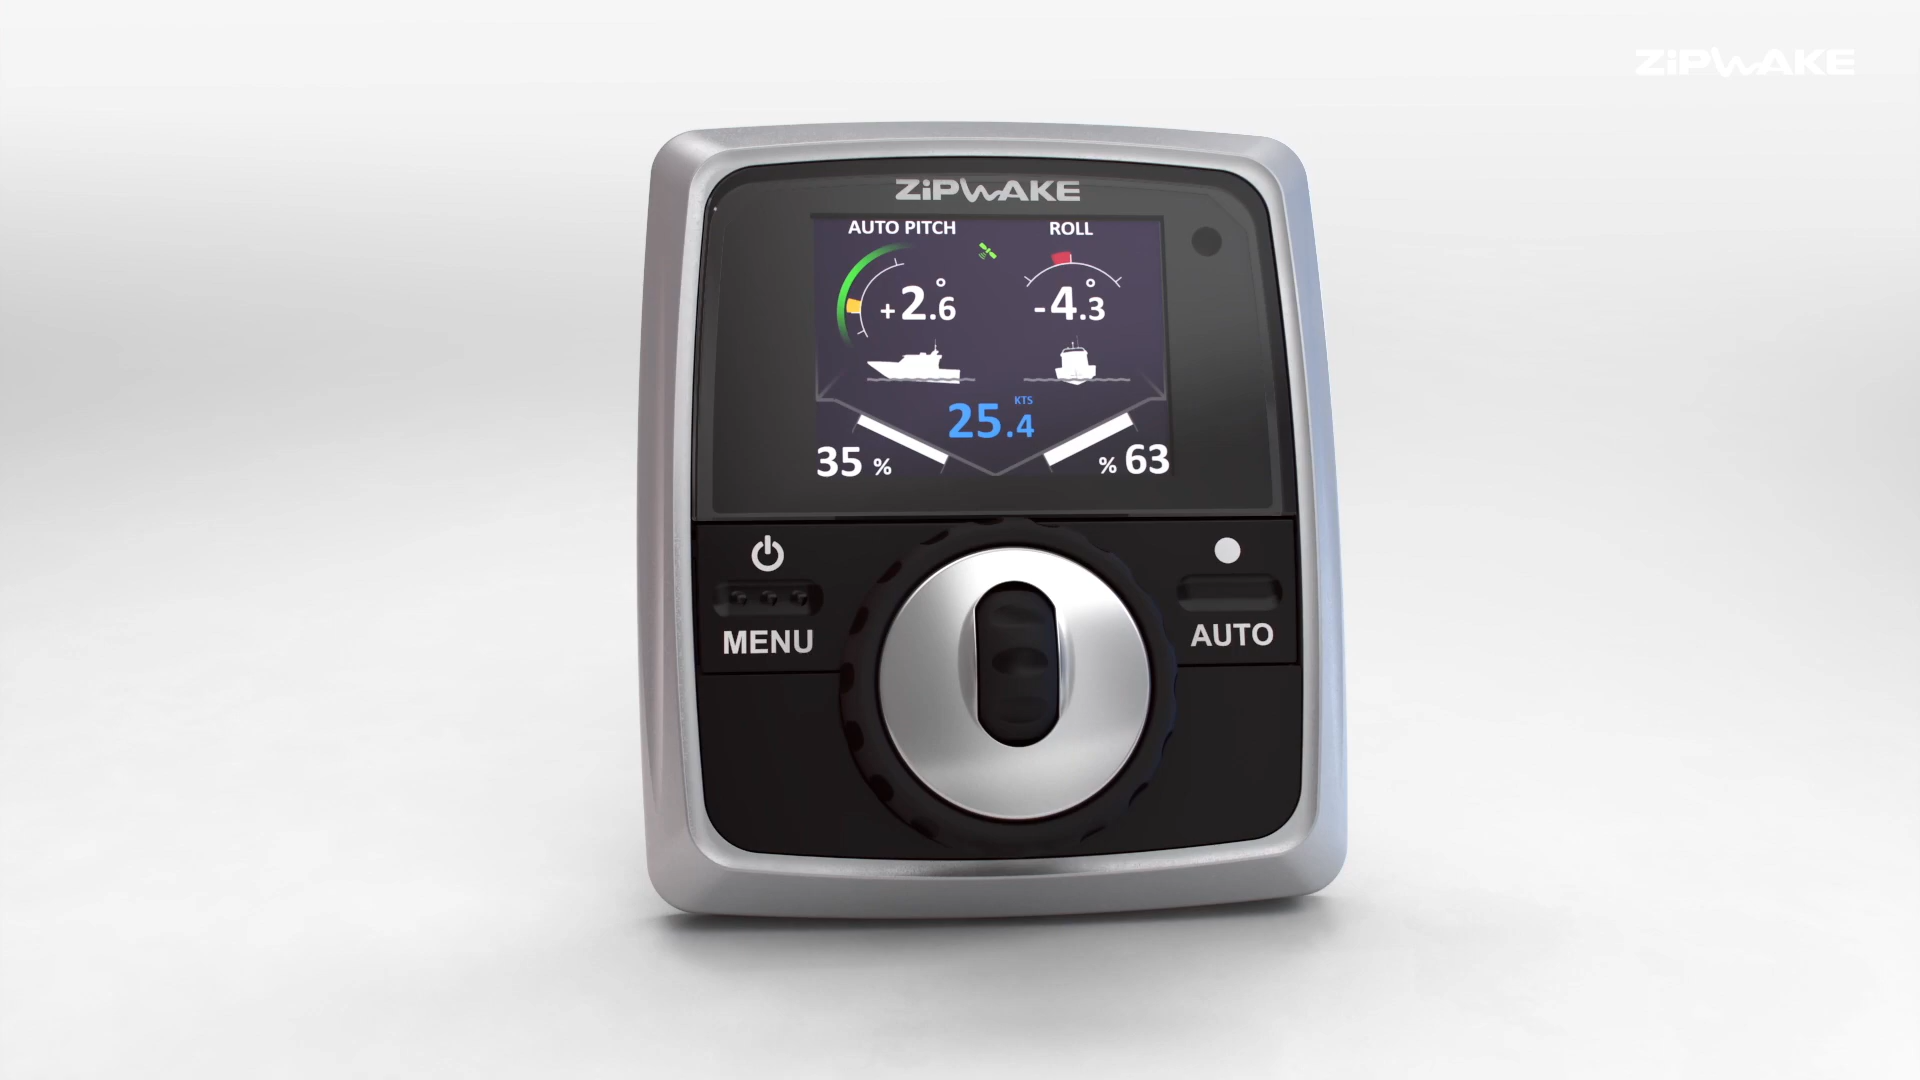 ZIPWAKE
ZIPWAKE
AUTO PITCH
ROLL
+2.6°
-4.3°
KTS
25.4
35 %
% 63
MENU
AUTO